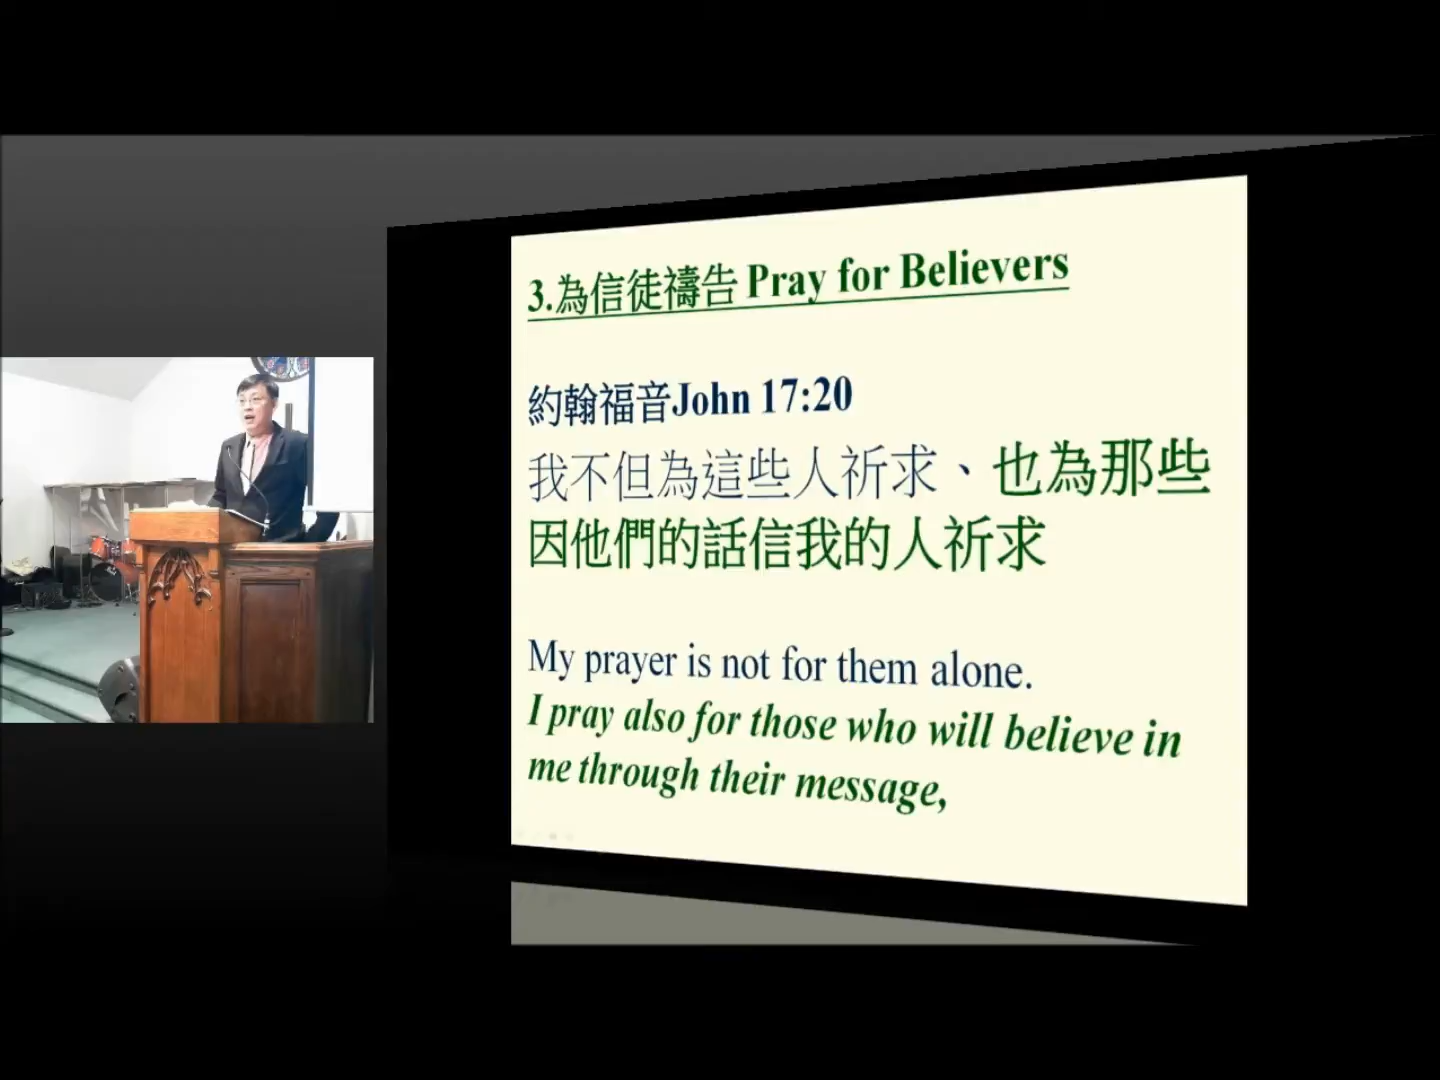 3.為信徒禱告 Pray for Believers
約翰福音John 17:20
我不但為這些人祈求、也為那些
因他們的話信我的人祈求
My prayer is not for them alone.
I pray also for those who will believe in
me through their message,